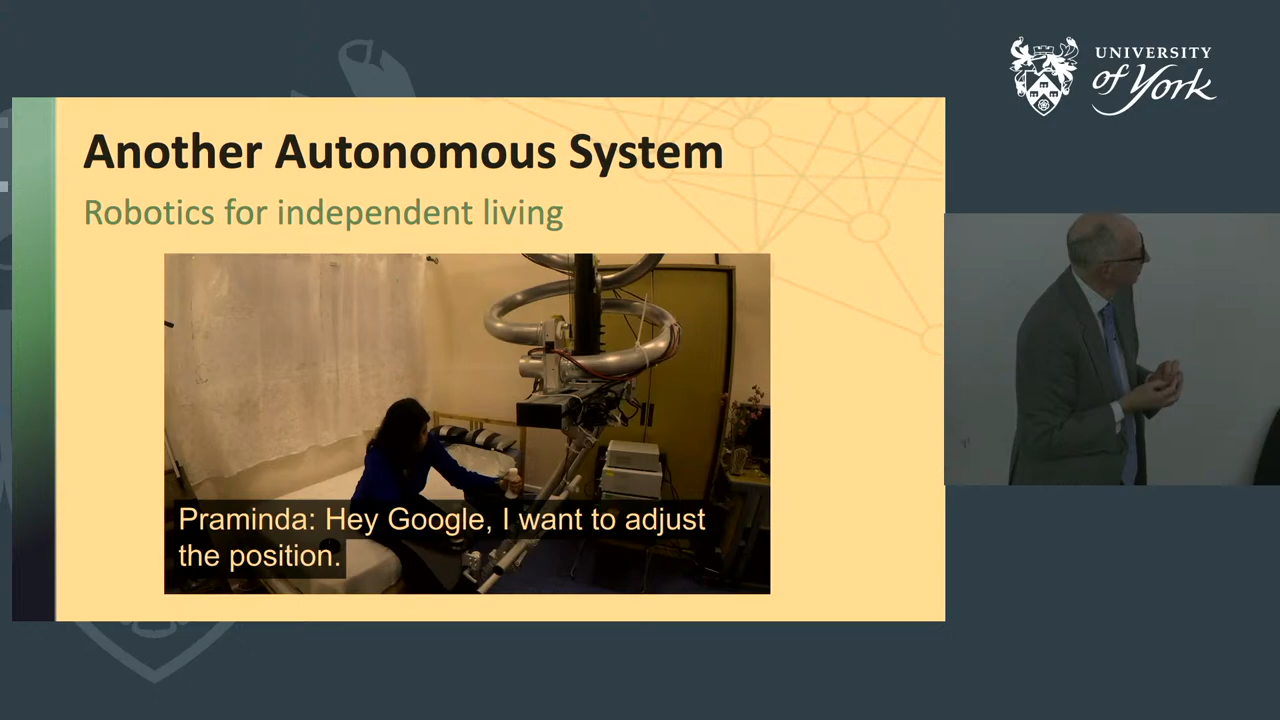 UNIVERSITY
of York
Another Autonomous System
Robotics for independent living
Praminda: Hey Google, I want to adjust
the position.